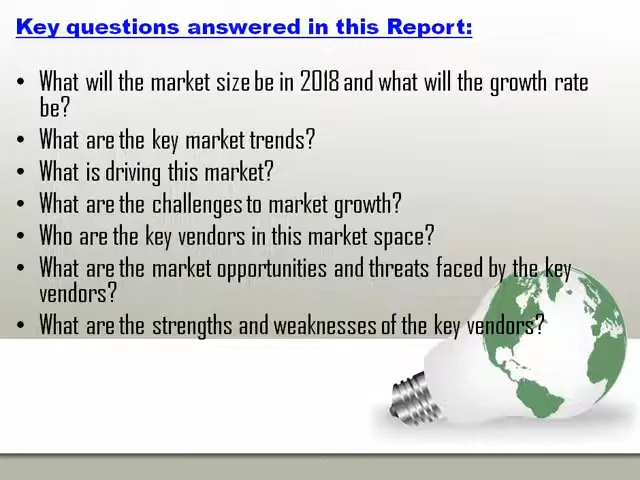 Key questions answered in this Report:
• What will the market size be in 2018 and what will the growth rate
be?
• What are the key market trends?
• What is driving this market?
• What are the challenges to market growth?
• Who are the key vendors in this market space?
• What are the market opportunities and threats faced by the key
vendors?
• What are the strengths and weaknesses of the key vendors?